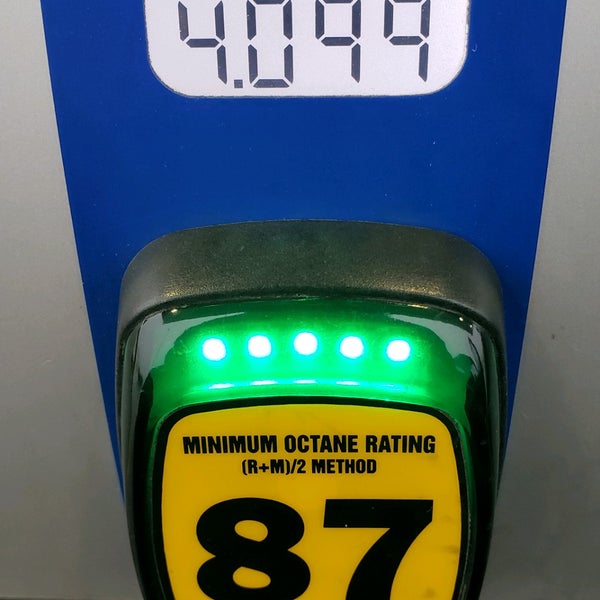 4.099
MINIMUM OCTANE RATING
(R+M)/2 METHOD
87